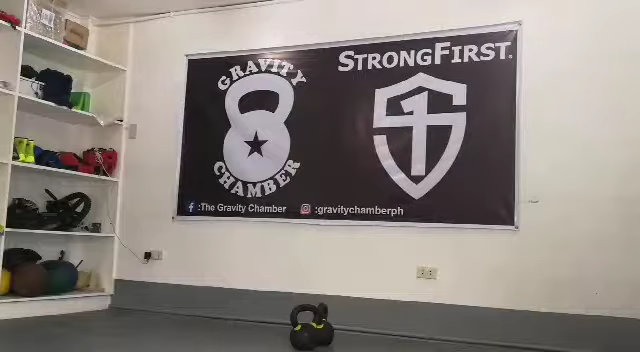 GRAVITY
CHAMBER
:The Gravity Chamber
:gravitychamberph
STRONGFIRST.